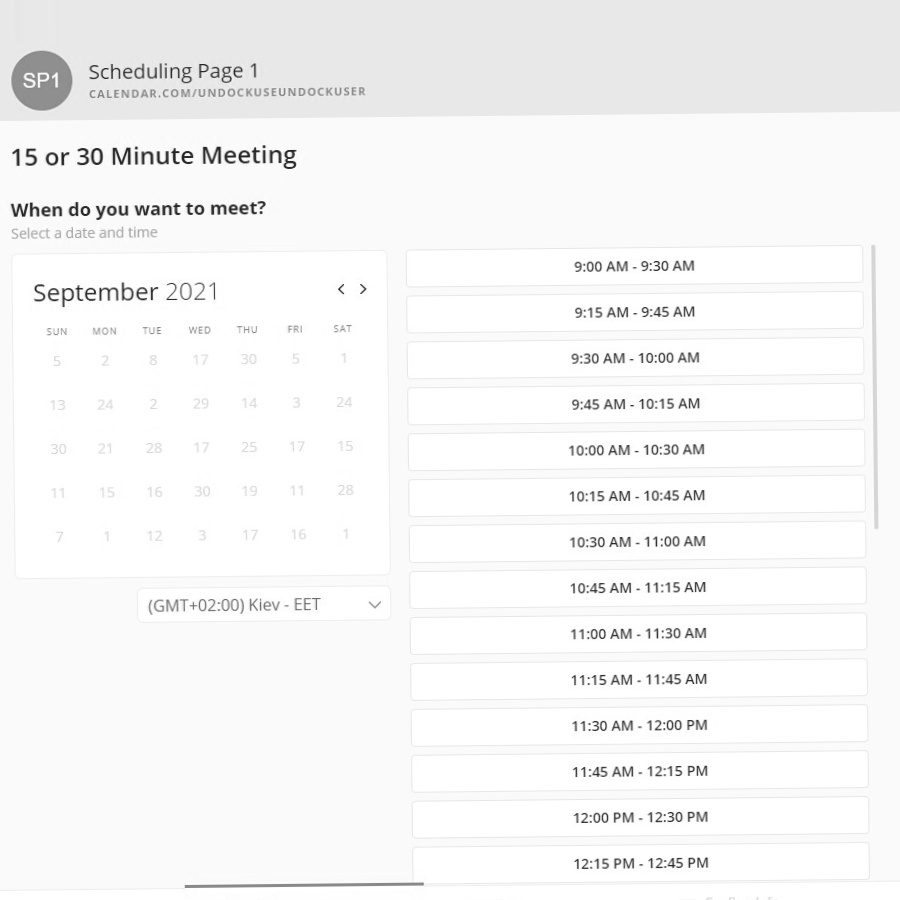 SP1
Scheduling Page 1
CALENDAR.COM/UNDOCKUSEUNDOCKUSER
15 or 30 Minute Meeting
When do you want to meet?
Select a date and time
September 2021
SUN MON TUE WED THU FRI SAT
5 2 8 17 30 5 1
13 24 2 29 14 3 24
30 21 28 17 25 17 15
11 15 16 30 19 11 28
7 1 12 3 17 16 1
(GMT+02:00) Kiev - EET
9:00 AM - 9:30 AM
9:15 AM - 9:45 AM
9:30 AM - 10:00 AM
9:45 AM - 10:15 AM
10:00 AM - 10:30 AM
10:15 AM - 10:45 AM
10:30 AM - 11:00 AM
10:45 AM - 11:15 AM
11:00 AM - 11:30 AM
11:15 AM - 11:45 AM
11:30 AM - 12:00 PM
11:45 AM - 12:15 PM
12:00 PM - 12:30 PM
12:15 PM - 12:45 PM